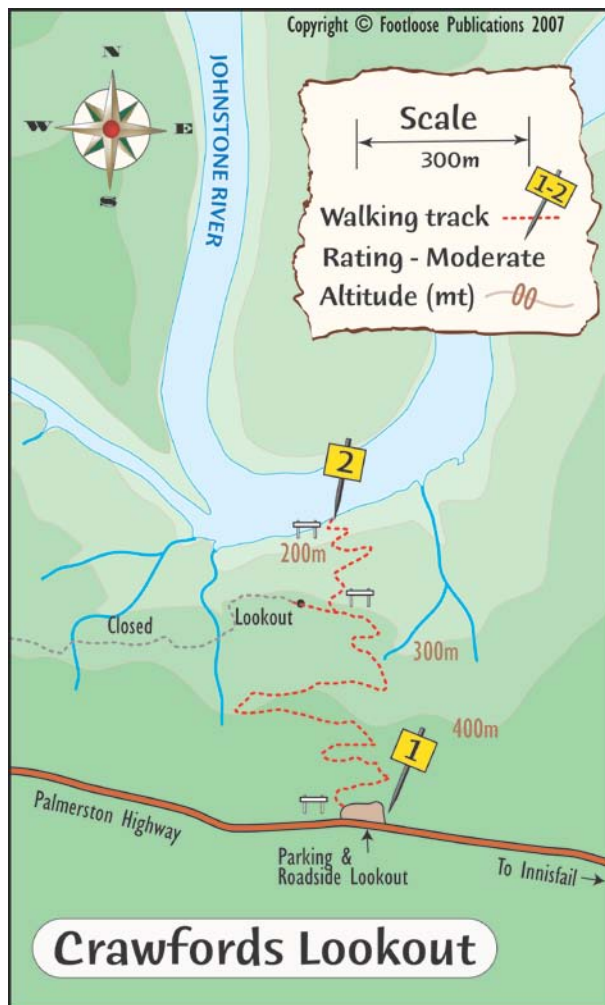 Copyright © Footloose Publications 2007
N
W
E
S
JOHNSTONE RIVER
Scale
300m
1-2
Walking track
Rating - Moderate
Altitude (mt)
2
200m
Lookout
Closed
300m
400m
1
Palmerston Highway
Parking &
Roadside Lookout
To Innisfail
Crawfords Lookout